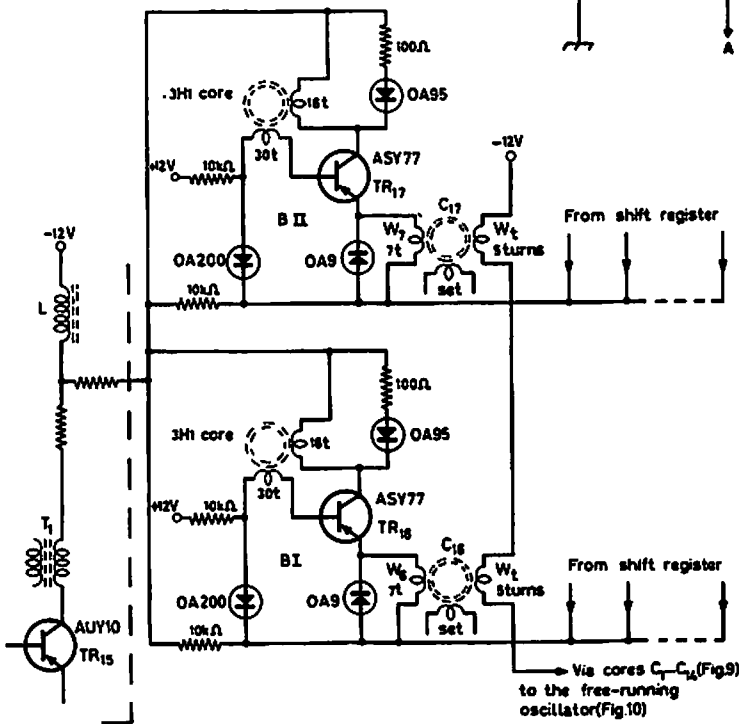 A
100Ω
OA95
3H1 core
18t
30t
+12V
10kΩ
ASY77
TR17
B II
OA200
OA9
10kΩ
-12V
C17
W7
7t
Wt
5turns
set
From shift register
-12V
L
100Ω
OA95
3H1 core
18t
30t
+12V
10kΩ
ASY77
TR16
B I
OA200
OA9
10kΩ
C16
W6
7t
Wt
5turns
set
From shift register
T1
AUY10
TR15
Via cores C1-C14(Fig.9)
to the free-running
oscillator(Fig.10)